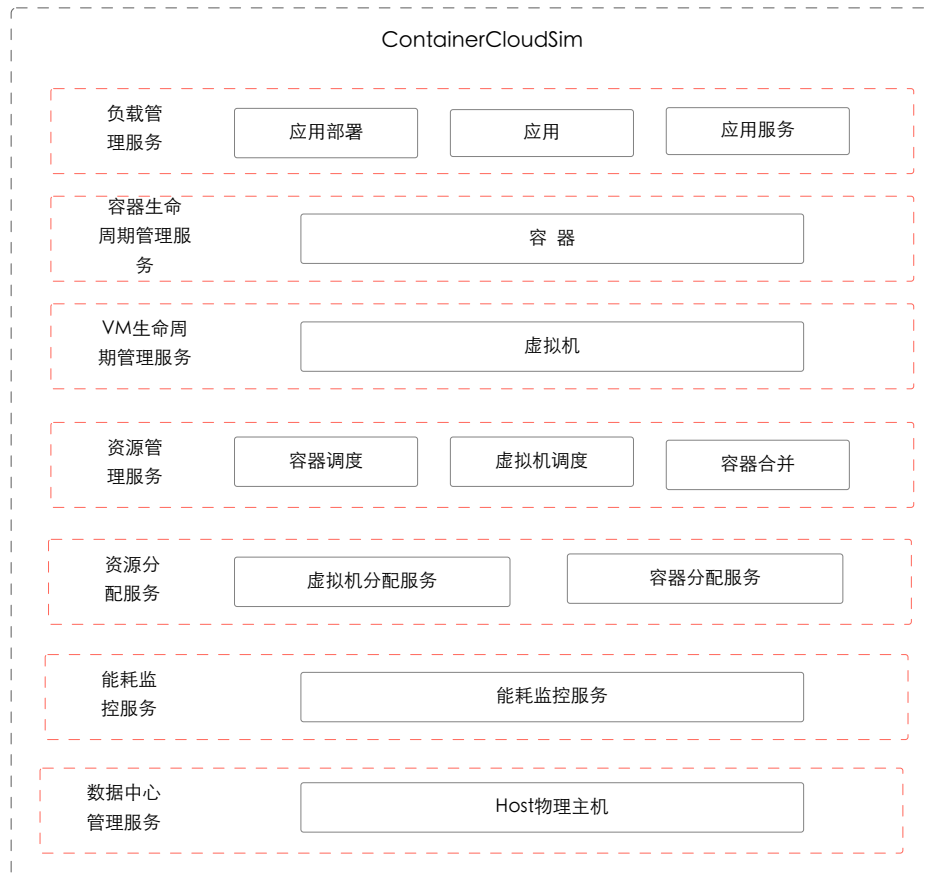 ContainerCloudSim
负载管
理服务
应用部署
应用
应用服务
容器生命
周期管理服
务
容 器
VM生命周
期管理服务
虚拟机
资源管
理服务
容器调度
虚拟机调度
容器合并
资源分
配服务
虚拟机分配服务
容器分配服务
能耗监
控服务
能耗监控服务
数据中心
管理服务
Host物理主机